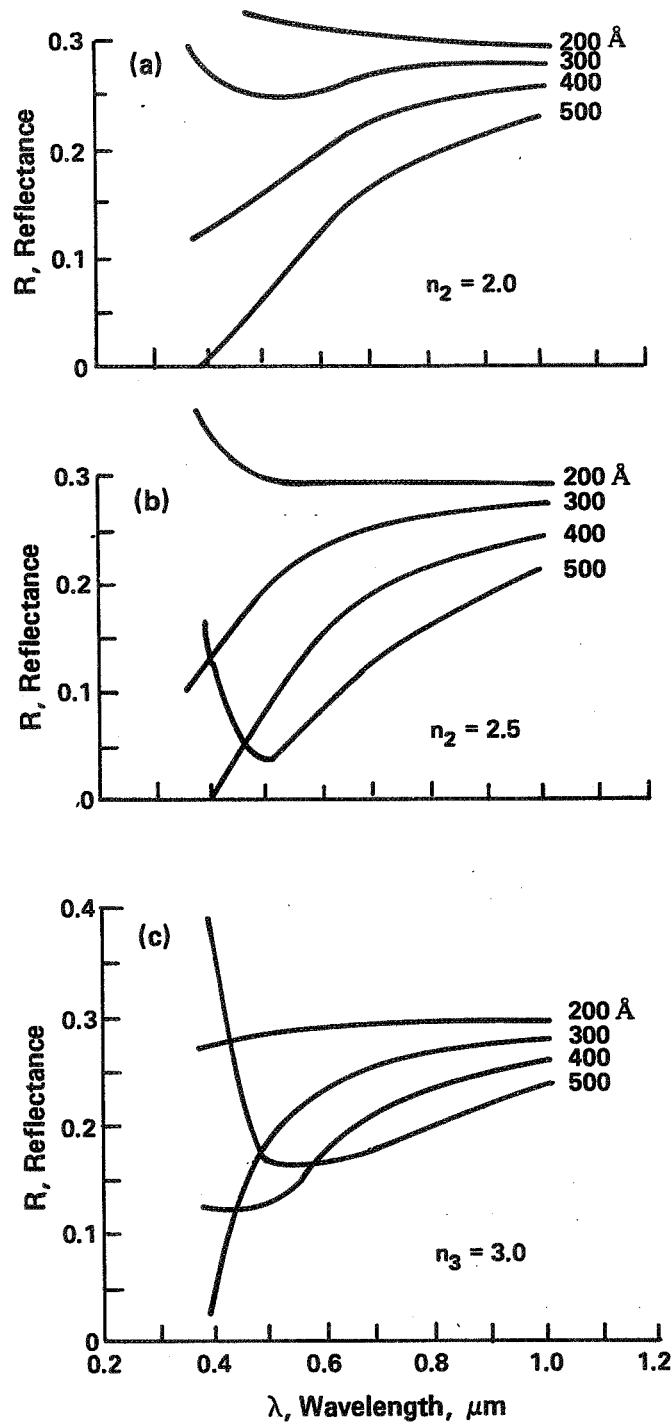 (a)
0.3
0.2
0.1
0
R, Reflectance
200 Å
300
400
500
n2 = 2.0
(b)
0.3
0.2
0.1
0
R, Reflectance
200 Å
300
400
500
n2 = 2.5
(c)
0.4
0.3
0.2
0.1
0
R, Reflectance
200 Å
300
400
500
n3 = 3.0
0.2 0.4 0.6 0.8 1.0 1.2
λ, Wavelength, μm